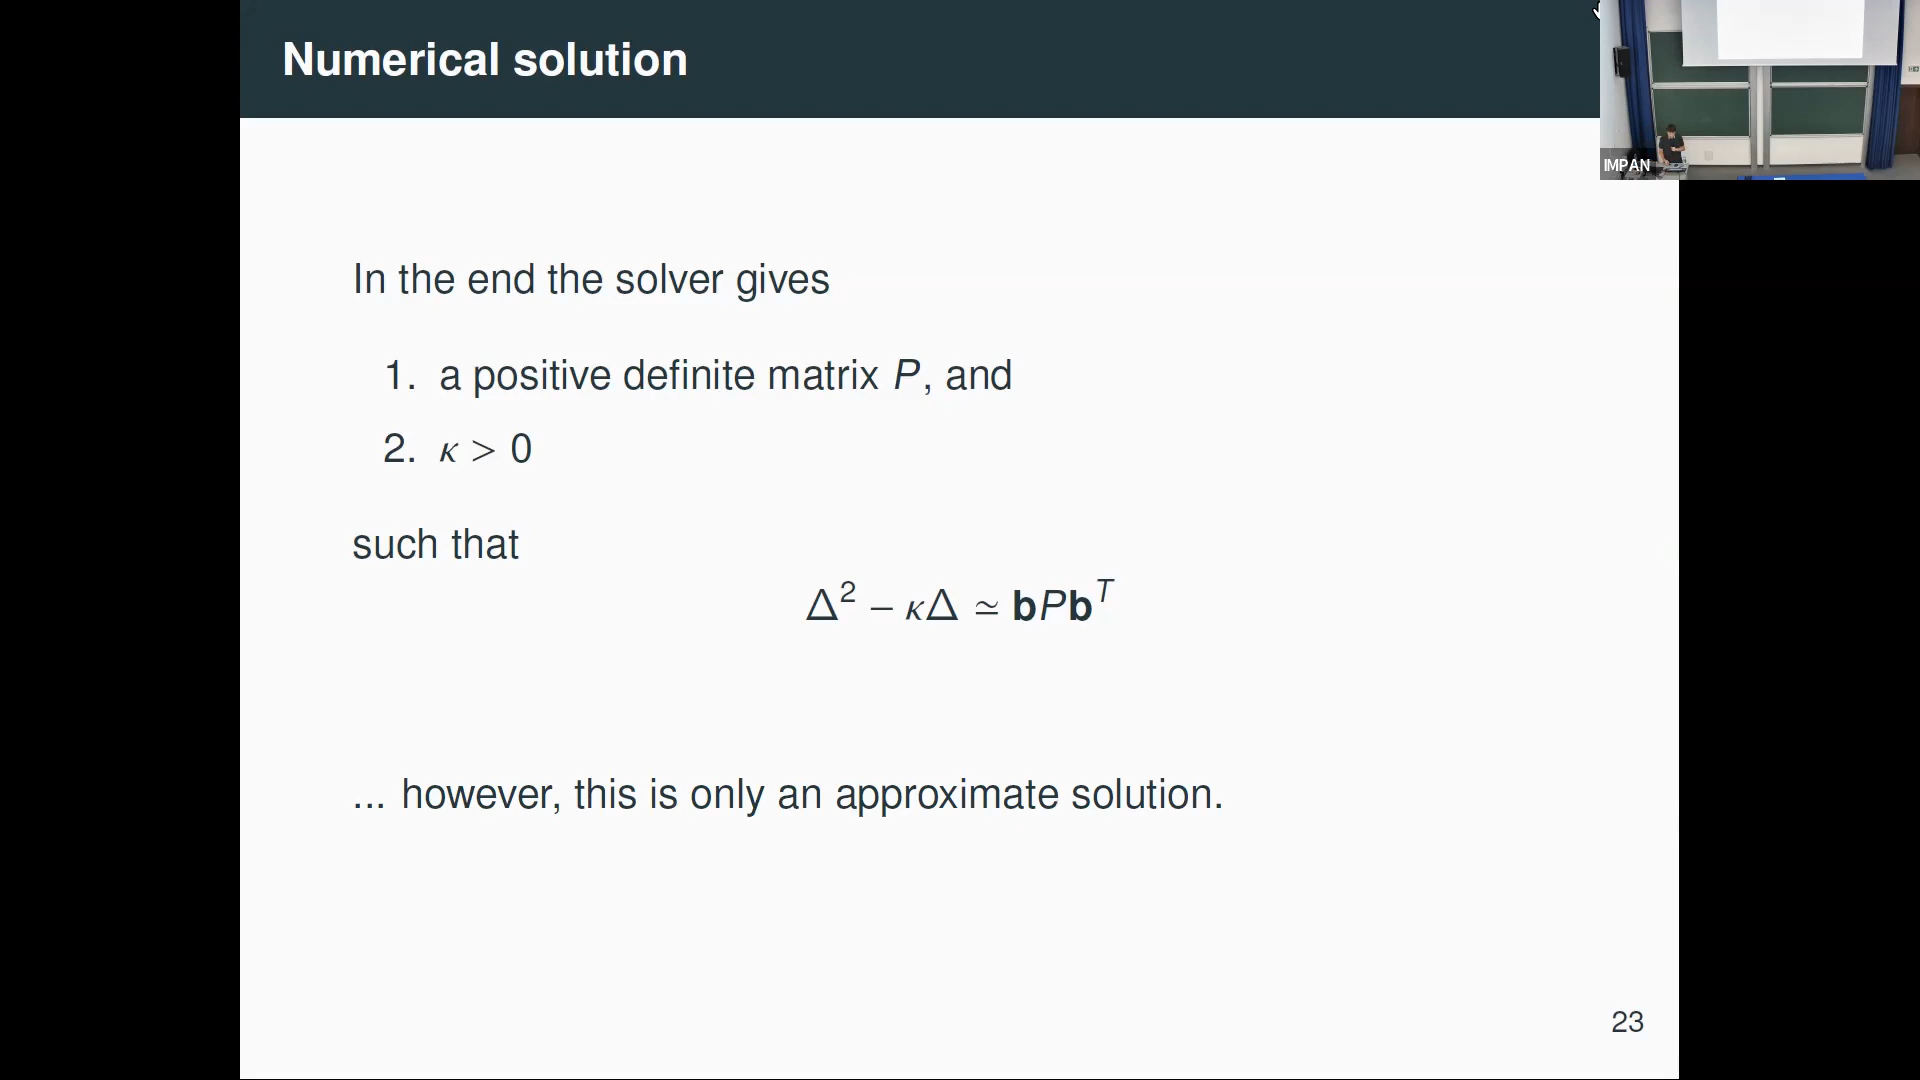 Numerical solution
IMPAN
In the end the solver gives
1. a positive definite matrix P, and
2. κ > 0
such that
Δ² – κΔ ≃ bPbᵀ
... however, this is only an approximate solution.
23